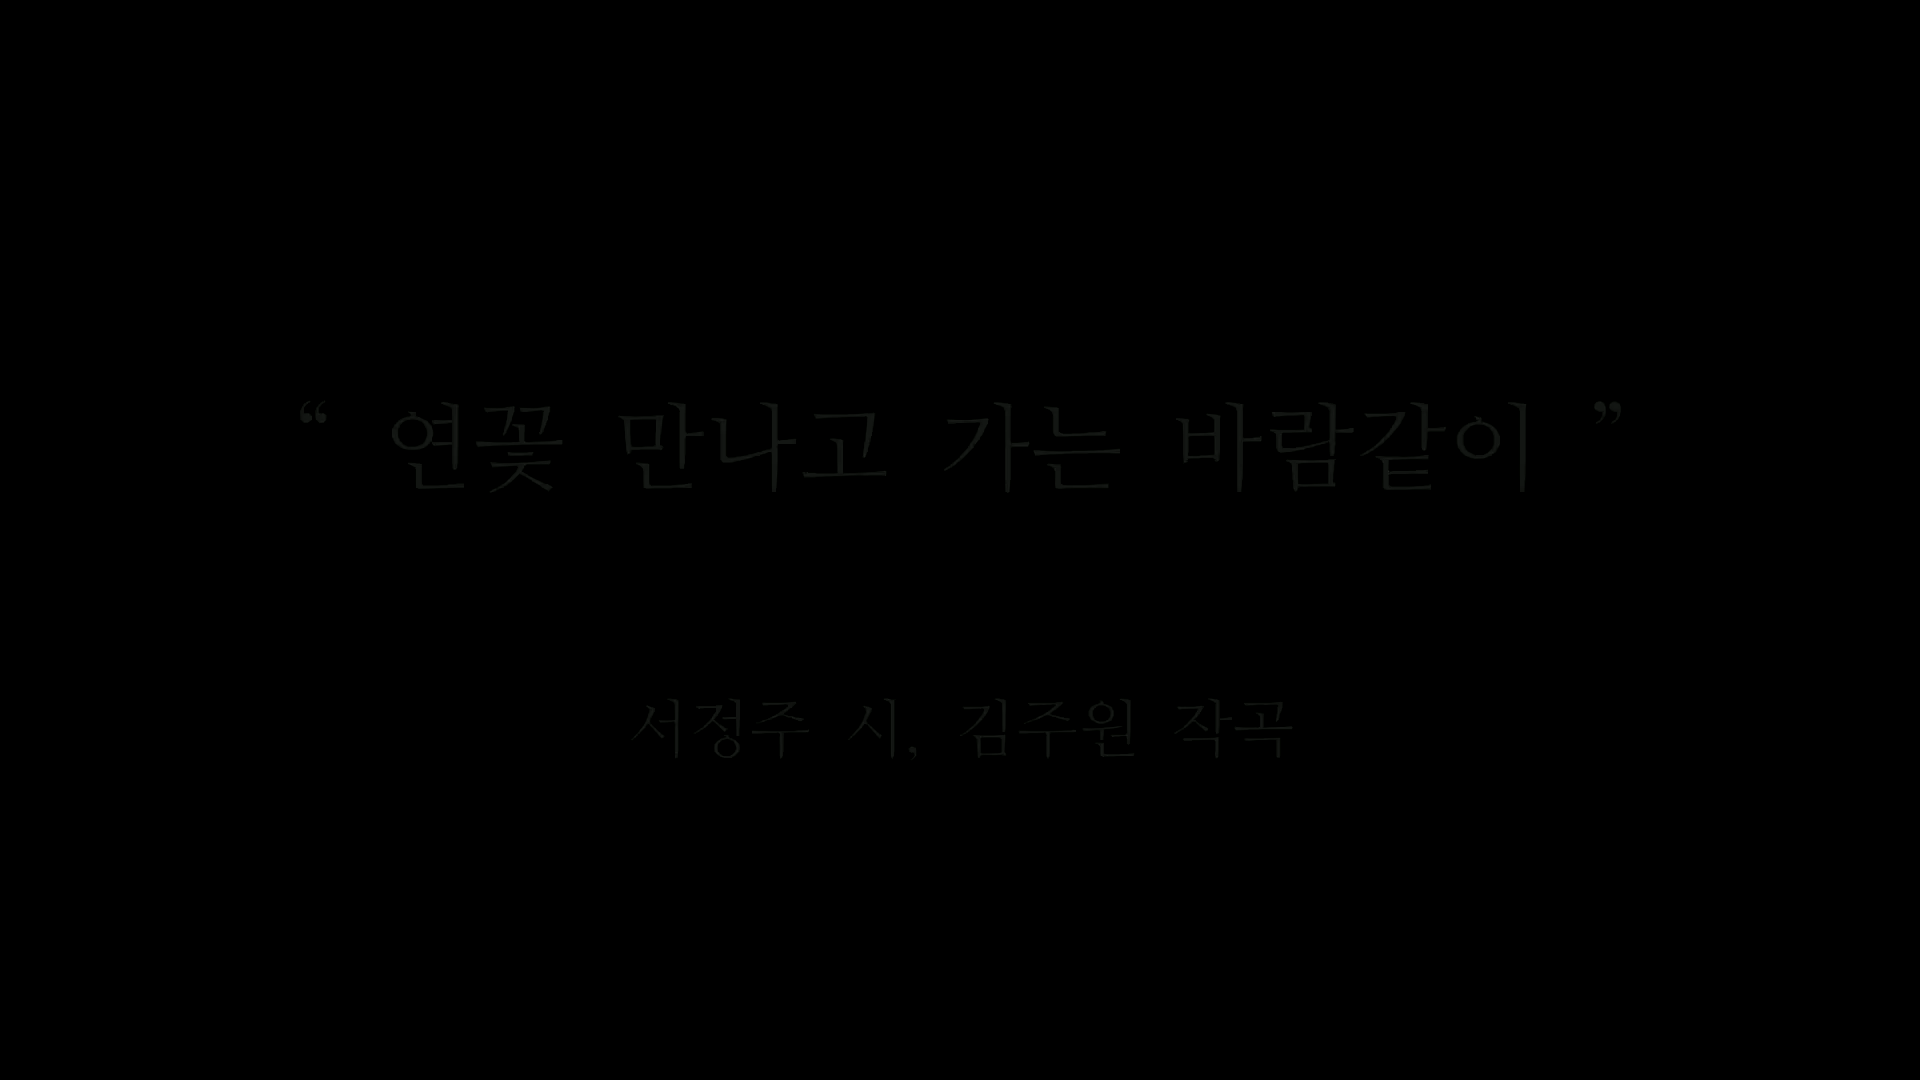 “ 연꽃 만나고 가는 바람같이 ”
서정주 시, 김주원 작곡